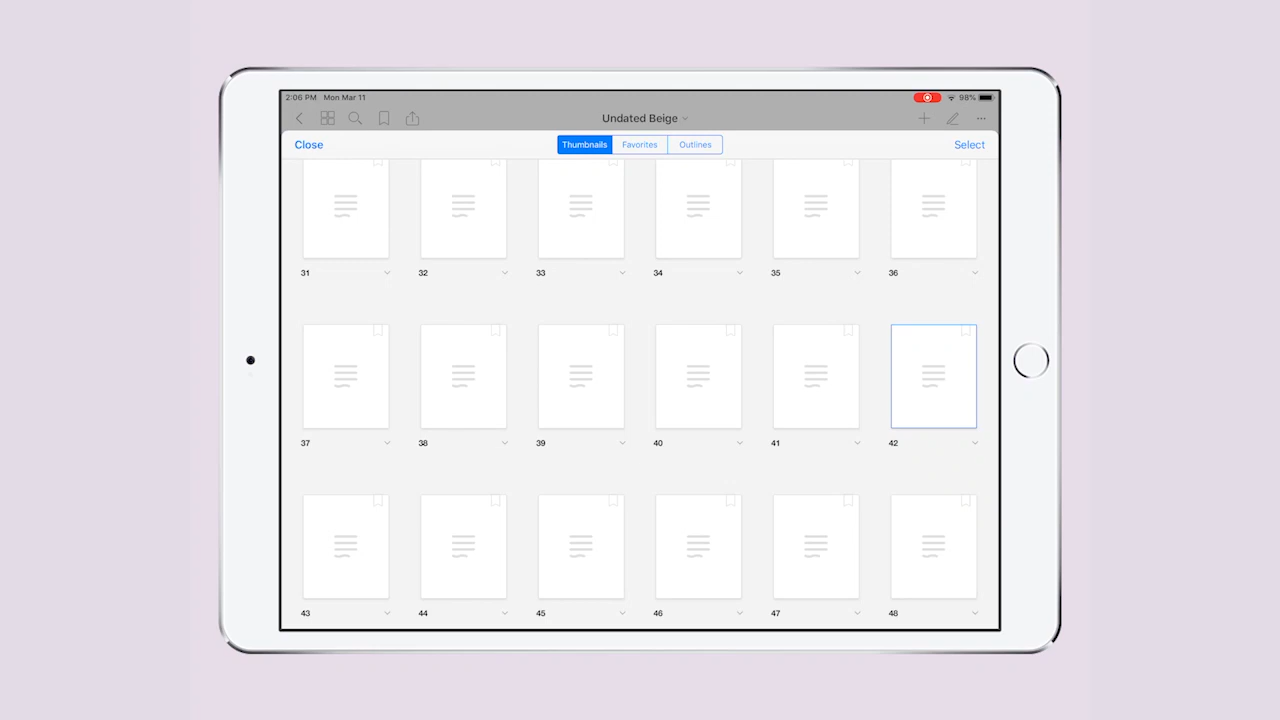 2:06 PM Mon Mar 11 98%
Undated Beige
Close Thumbnails Favorites Outlines Select
31 32 33 34 35 36
37 38 39 40 41 42
43 44 45 46 47 48